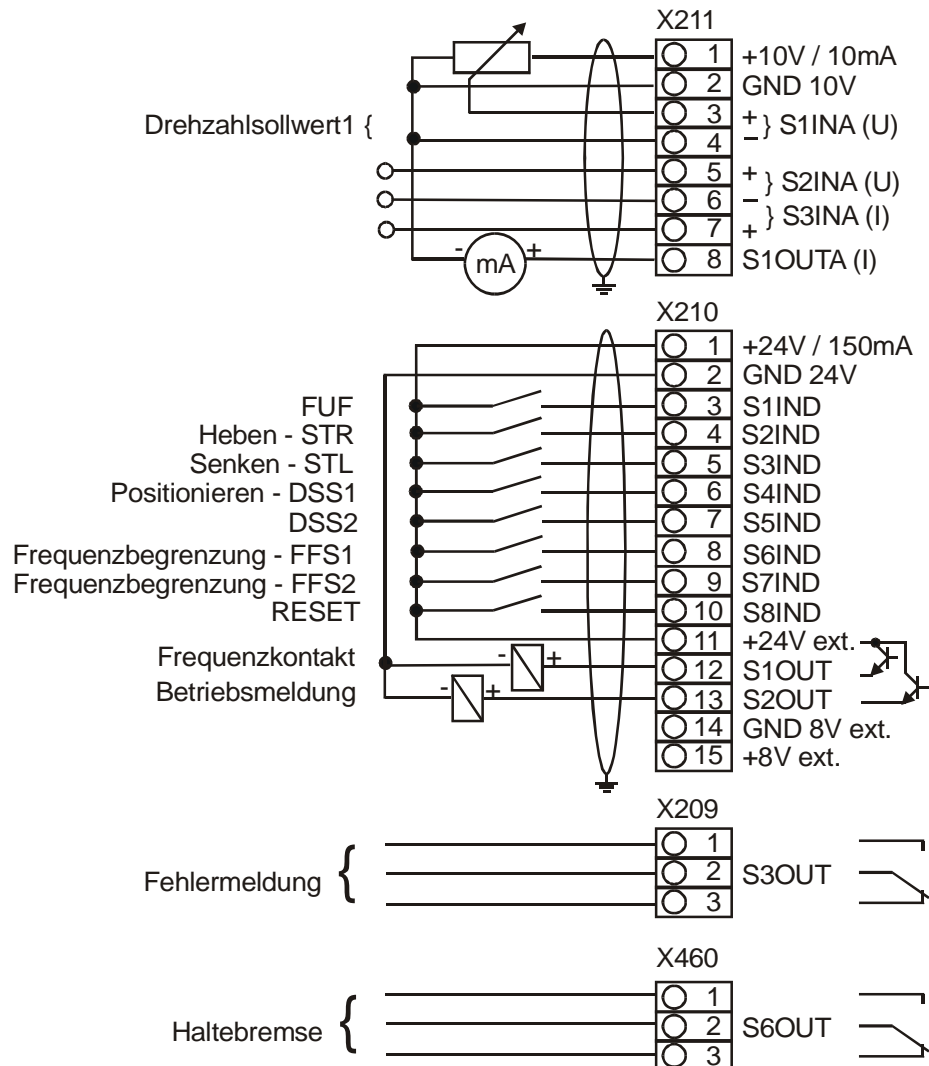 X211
1 +10V / 10mA
2 GND 10V
Drehzahlsollwert1 { 3 + } S1INA (U)
4 −
5 + } S2INA (U)
6 −
7 + } S3INA (I)
- mA + 8 S1OUTA (I)
X210
1 +24V / 150mA
2 GND 24V
FUF 3 S1IND
Heben - STR 4 S2IND
Senken - STL 5 S3IND
Positionieren - DSS1 6 S4IND
DSS2 7 S5IND
Frequenzbegrenzung - FFS1 8 S6IND
Frequenzbegrenzung - FFS2 9 S7IND
RESET 10 S8IND
11 +24V ext.
Frequenzkontakt - + 12 S1OUT
Betriebsmeldung - + 13 S2OUT
14 GND 8V ext.
15 +8V ext.
X209
1
Fehlermeldung { 2 S3OUT
3
X460
1
Haltebremse { 2 S6OUT
3